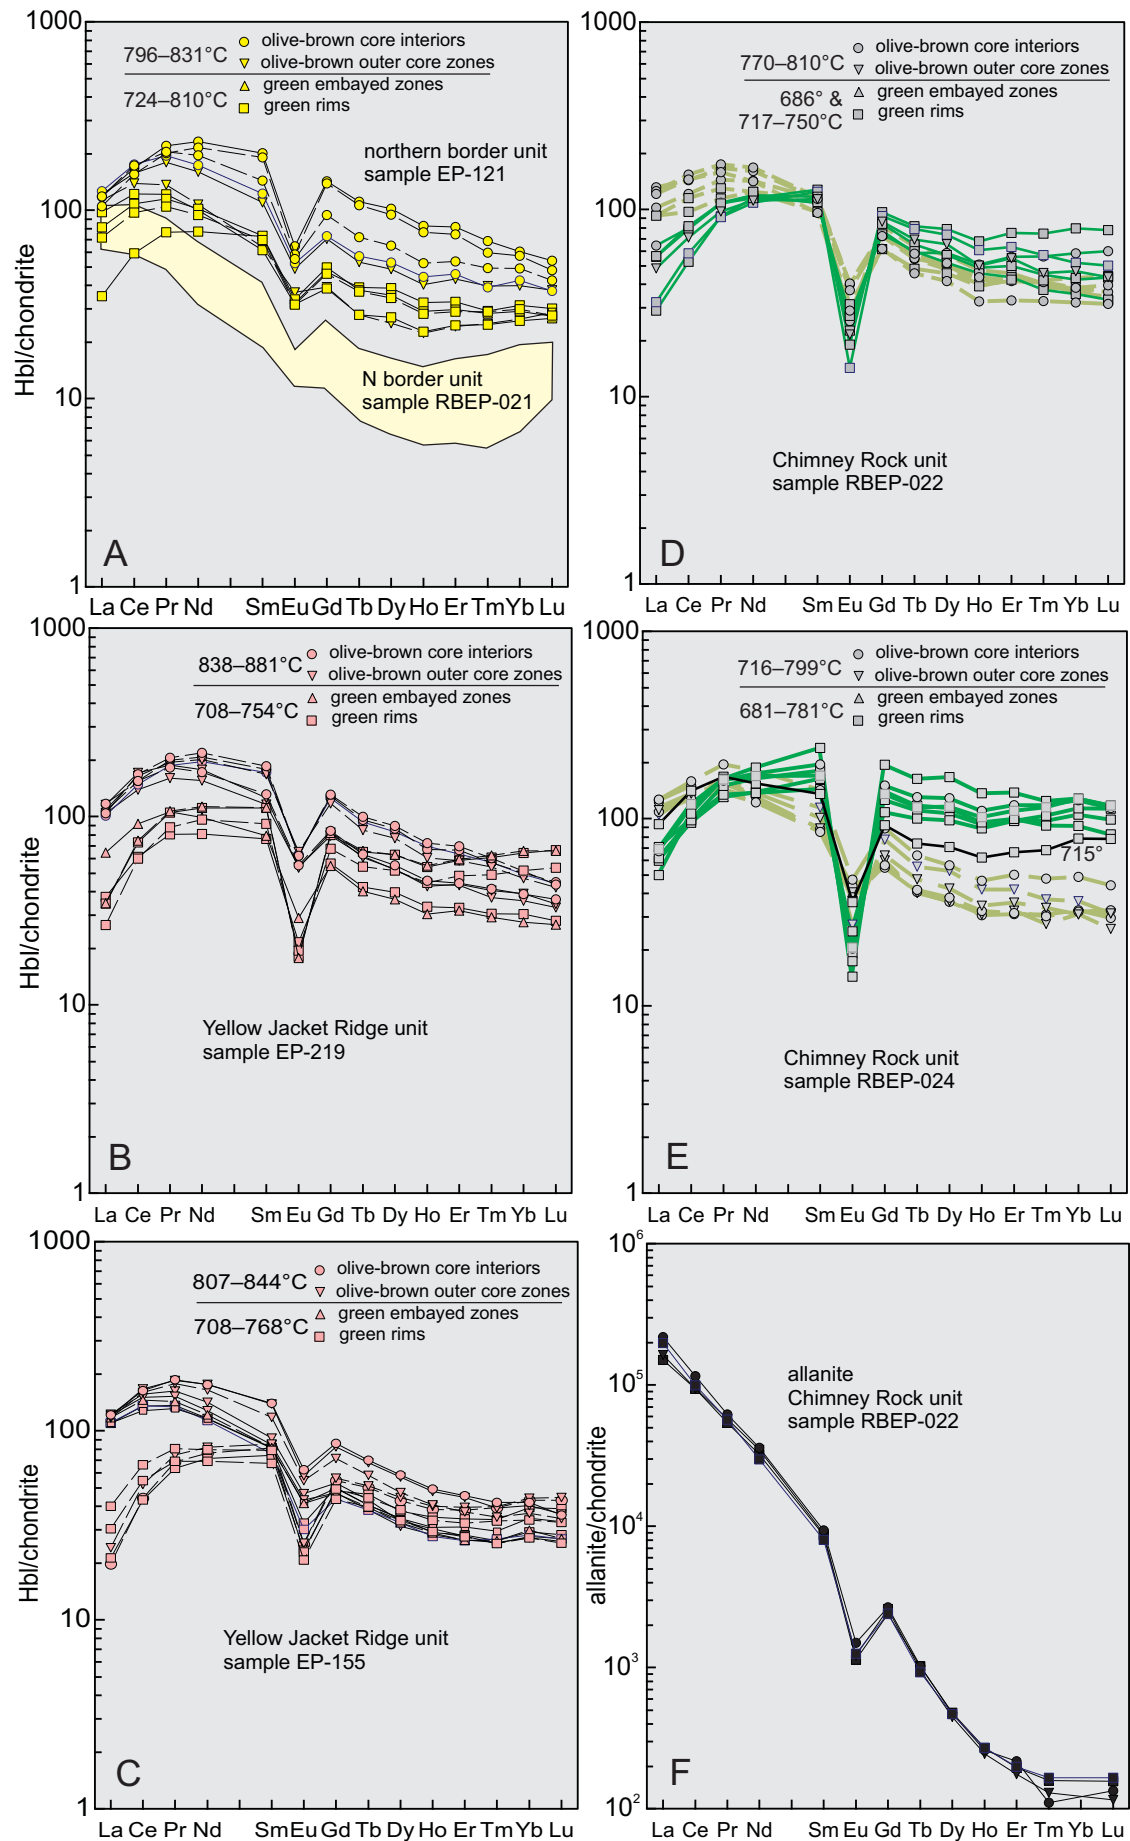 1000
796–831°C
olive-brown core interiors
olive-brown outer core zones
724–810°C
green embayed zones
green rims
northern border unit
sample EP-121
100
Hbl/chondrite
N border unit
sample RBEP-021
10
A
1
La Ce Pr Nd Sm Eu Gd Tb Dy Ho Er Tm Yb Lu
1000
770–810°C
olive-brown core interiors
olive-brown outer core zones
686° &
717–750°C
green embayed zones
green rims
100
10
Chimney Rock unit
sample RBEP-022
D
1
La Ce Pr Nd Sm Eu Gd Tb Dy Ho Er Tm Yb Lu
1000
838–881°C
olive-brown core interiors
olive-brown outer core zones
708–754°C
green embayed zones
green rims
100
Hbl/chondrite
10
Yellow Jacket Ridge unit
sample EP-219
B
1
La Ce Pr Nd Sm Eu Gd Tb Dy Ho Er Tm Yb Lu
1000
716–799°C
olive-brown core interiors
olive-brown outer core zones
681–781°C
green embayed zones
green rims
100
715°
10
Chimney Rock unit
sample RBEP-024
E
1
La Ce Pr Nd Sm Eu Gd Tb Dy Ho Er Tm Yb Lu
1000
807–844°C
olive-brown core interiors
olive-brown outer core zones
708–768°C
green embayed zones
green rims
100
Hbl/chondrite
10
Yellow Jacket Ridge unit
sample EP-155
C
1
La Ce Pr Nd Sm Eu Gd Tb Dy Ho Er Tm Yb Lu
10⁶
10⁵
allanite
Chimney Rock unit
sample RBEP-022
10⁴
allanite/chondrite
10³
F
10²
La Ce Pr Nd Sm Eu Gd Tb Dy Ho Er Tm Yb Lu